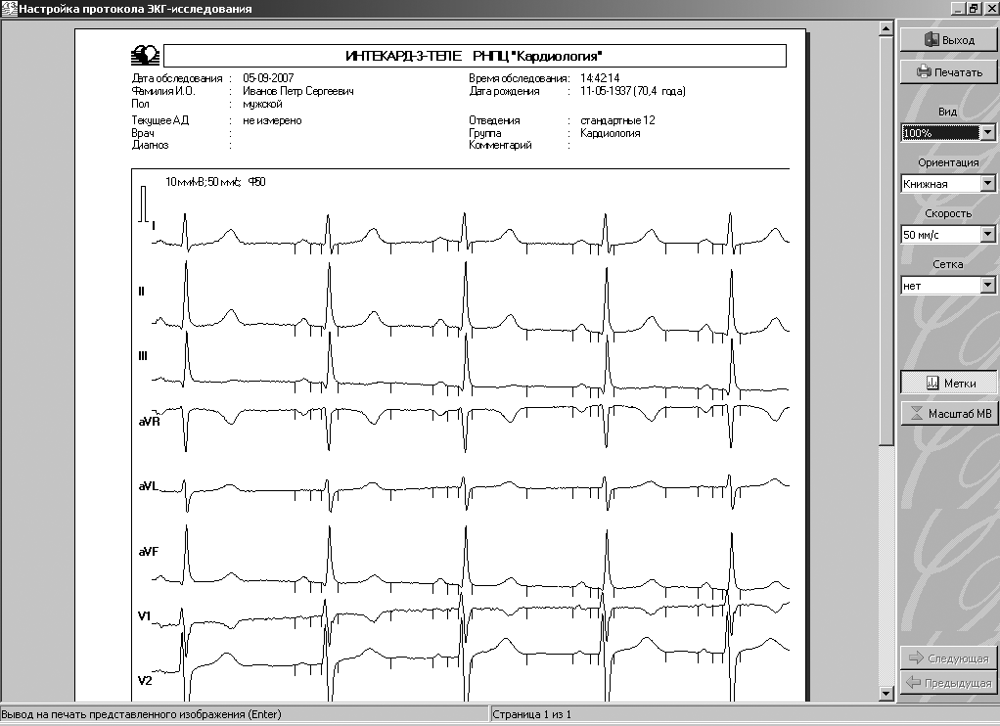 Настройка протокола ЭКГ-исследования
ИНТЕКАРД-3-ТЕЛЕ РНПЦ "Кардиология"
Дата обследования : 05-09-2007 Время обследования: 14:42:14
Фамилия И.О. : Иванов Петр Сергеевич Дата рождения : 11-05-1937 (70,4 года)
Пол : мужской
Текущее АД : не измерено Отведения : стандартные 12
Врач : Группа : Кардиология
Диагноз : Комментарий :
10 мм/мВ; 50 мм/с; Ф50
I
II
III
aVR
aVL
aVF
V1
V2
Выход
Печатать
Вид
100%
Ориентация
Книжная
Скорость
50 мм/с
Сетка
нет
Метки
Масштаб МВ
Следующая
Предыдущая
Вывод на печать представленного изображения (Enter) Страница 1 из 1